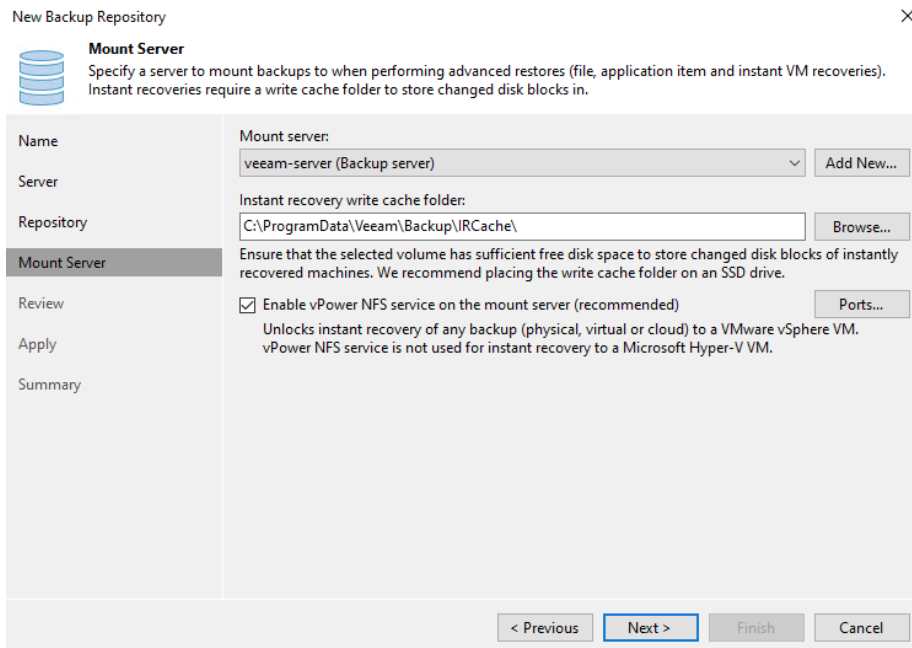 New Backup Repository
Mount Server
Specify a server to mount backups to when performing advanced restores (file, application item and instant VM recoveries).
Instant recoveries require a write cache folder to store changed disk blocks in.
Name
Server
Repository
Mount Server
Review
Apply
Summary
Mount server:
veeam-server (Backup server)
Add New...
Instant recovery write cache folder:
C:\ProgramData\Veeam\Backup\IRCache\
Browse...
Ensure that the selected volume has sufficient free disk space to store changed disk blocks of instantly
recovered machines. We recommend placing the write cache folder on an SSD drive.
Enable vPower NFS service on the mount server (recommended)
Ports...
Unlocks instant recovery of any backup (physical, virtual or cloud) to a VMware vSphere VM.
vPower NFS service is not used for instant recovery to a Microsoft Hyper-V VM.
< Previous
Next >
Finish
Cancel